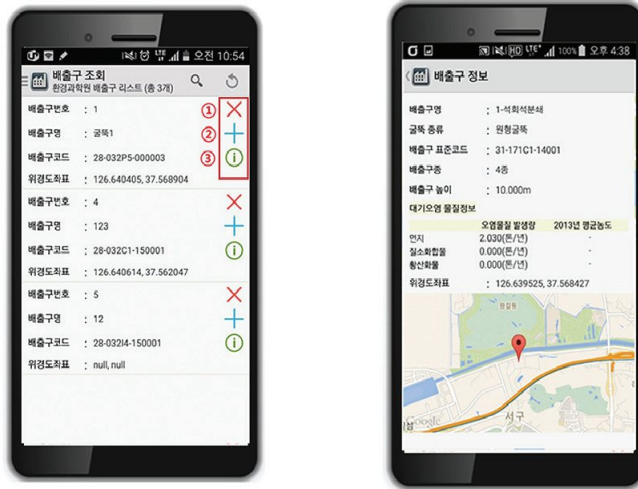 오전 10:54
배출구 조회
환경과학원 배출구 리스트 (총 3개)
배출구번호 : 1 ①
배출구명 : 굴뚝1 ②
배출구코드 : 28-032P5-000003 ③
위경도좌표 : 126.640405, 37.568904
배출구번호 : 4
배출구명 : 123
배출구코드 : 28-032C1-150001
위경도좌표 : 126.640614, 37.562047
배출구번호 : 5
배출구명 : 12
배출구코드 : 28-032I4-150001
위경도좌표 : null, null
HD LTE 100% 오후 4:38
배출구 정보
배출구명 : 1-석회석분쇄
굴뚝 종류 : 원형굴뚝
배출구 표준코드 : 31-171C1-14001
배출구종 : 4종
배출구 높이 : 10.000m
대기오염 물질정보
오염물질 발생량 2013년 평균농도
먼지 2.030(톤/년) -
질소화합물 0.000(톤/년) -
황산화물 0.000(톤/년) -
위경도좌표 : 126.639525, 37.568427
서구
Google